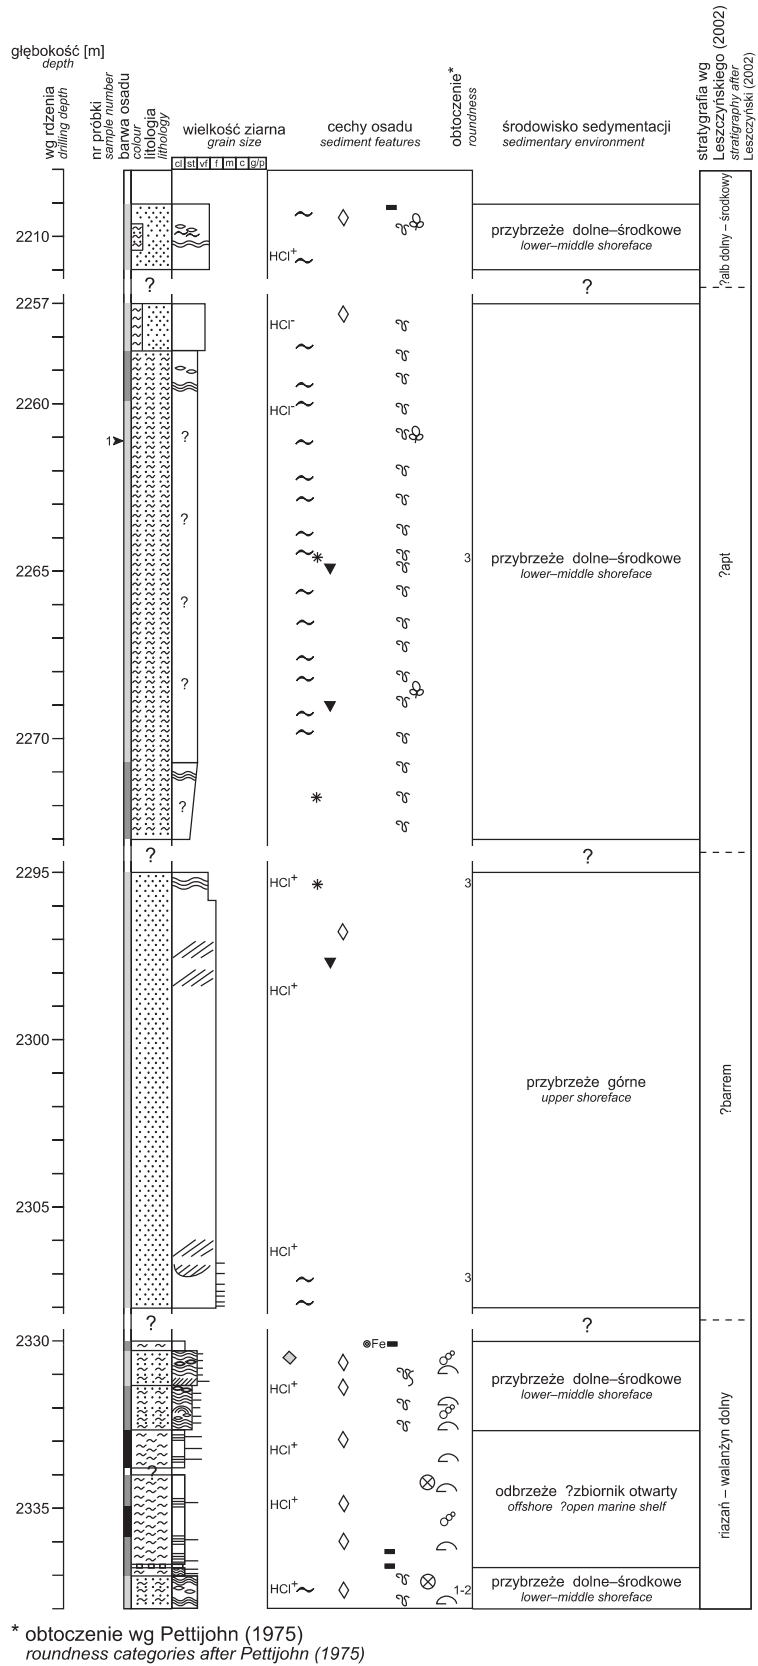 głębokość [m]
depth
wg rdzenia
drilling depth
nr próbki
sample number
barwa osadu
colour
litologia
lithology
wielkość ziarna
grain size
cl st vf f m c g/p
cechy osadu
sediment features
obtoczenie*
roundness
środowisko sedymentacji
sedimentary environment
stratygrafia wg
Leszczyńskiego (2002)
stratigraphy after
Leszczyński (2002)
2210
HCl+
przybrzeże dolne–środkowe
lower–middle shoreface
?alb dolny – środkowy
?
?
2257
HCl-
2260
HCl-
1
?
?
2265
3
przybrzeże dolne–środkowe
lower–middle shoreface
?apt
?
?
2270
?
?
?
2295
HCl+
3
HCl+
2300
przybrzeże górne
upper shoreface
?barrem
2305
HCl+
3
?
?
2330
Fe
przybrzeże dolne–środkowe
lower–middle shoreface
HCl+
HCl+
?
odbrzeże ?zbiornik otwarty
offshore ?open marine shelf
riazań – walanżyn dolny
2335
HCl+
HCl+
1-2
przybrzeże dolne–środkowe
lower–middle shoreface
* obtoczenie wg Pettijohn (1975)
roundness categories after Pettijohn (1975)